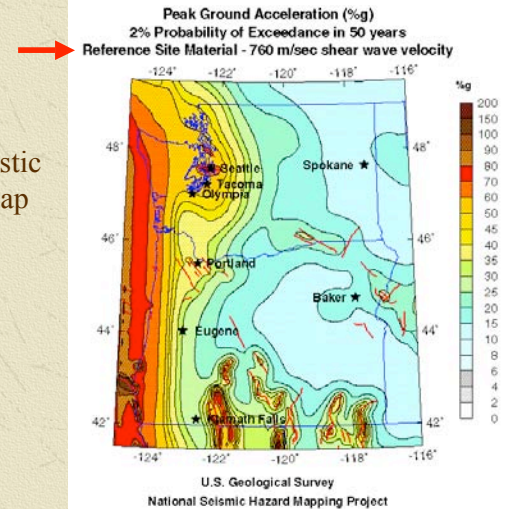 Peak Ground Acceleration (%g)
2% Probability of Exceedance in 50 years
Reference Site Material - 760 m/sec shear wave velocity
-124° -122° -120° -118° -116°
%g
200
150
100
90
80
70
60
50
45
40
35
30
25
20
15
10
8
6
4
2
0
stic
ap
48° 48°
Seattle
Spokane
Tacoma
Olympia
46° 46°
Portland
Baker
44° 44°
Eugene
42° 42°
Klamath Falls
-124° -122° -120° -118° -116°
U.S. Geological Survey
National Seismic Hazard Mapping Project